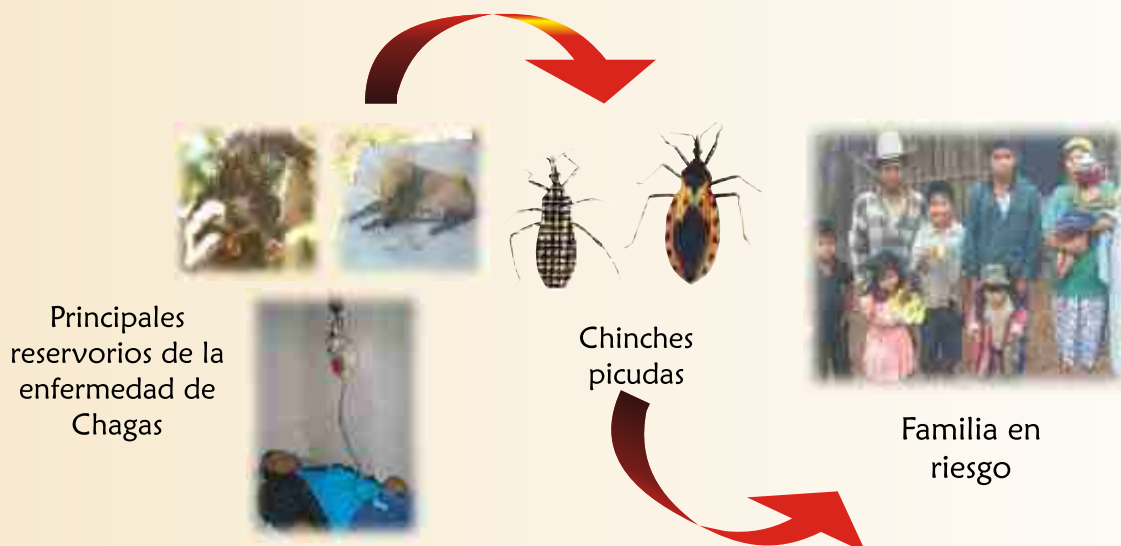 Principales
reservorios de la
enfermedad de
Chagas
Chinches
picudas
Familia en
riesgo